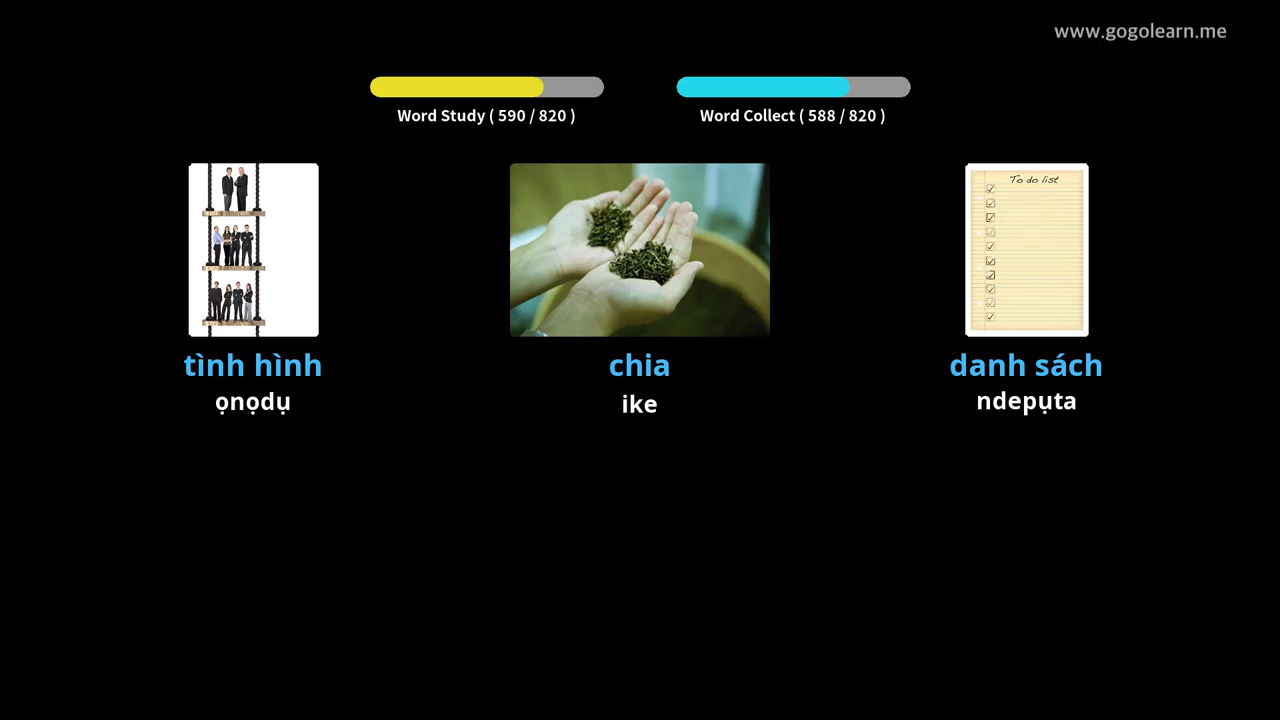 www.gogolearn.me
Word Study ( 590 / 820 )
Word Collect ( 588 / 820 )
To do list
tình hình
chia
danh sách
ọnọdụ
ike
ndepụta